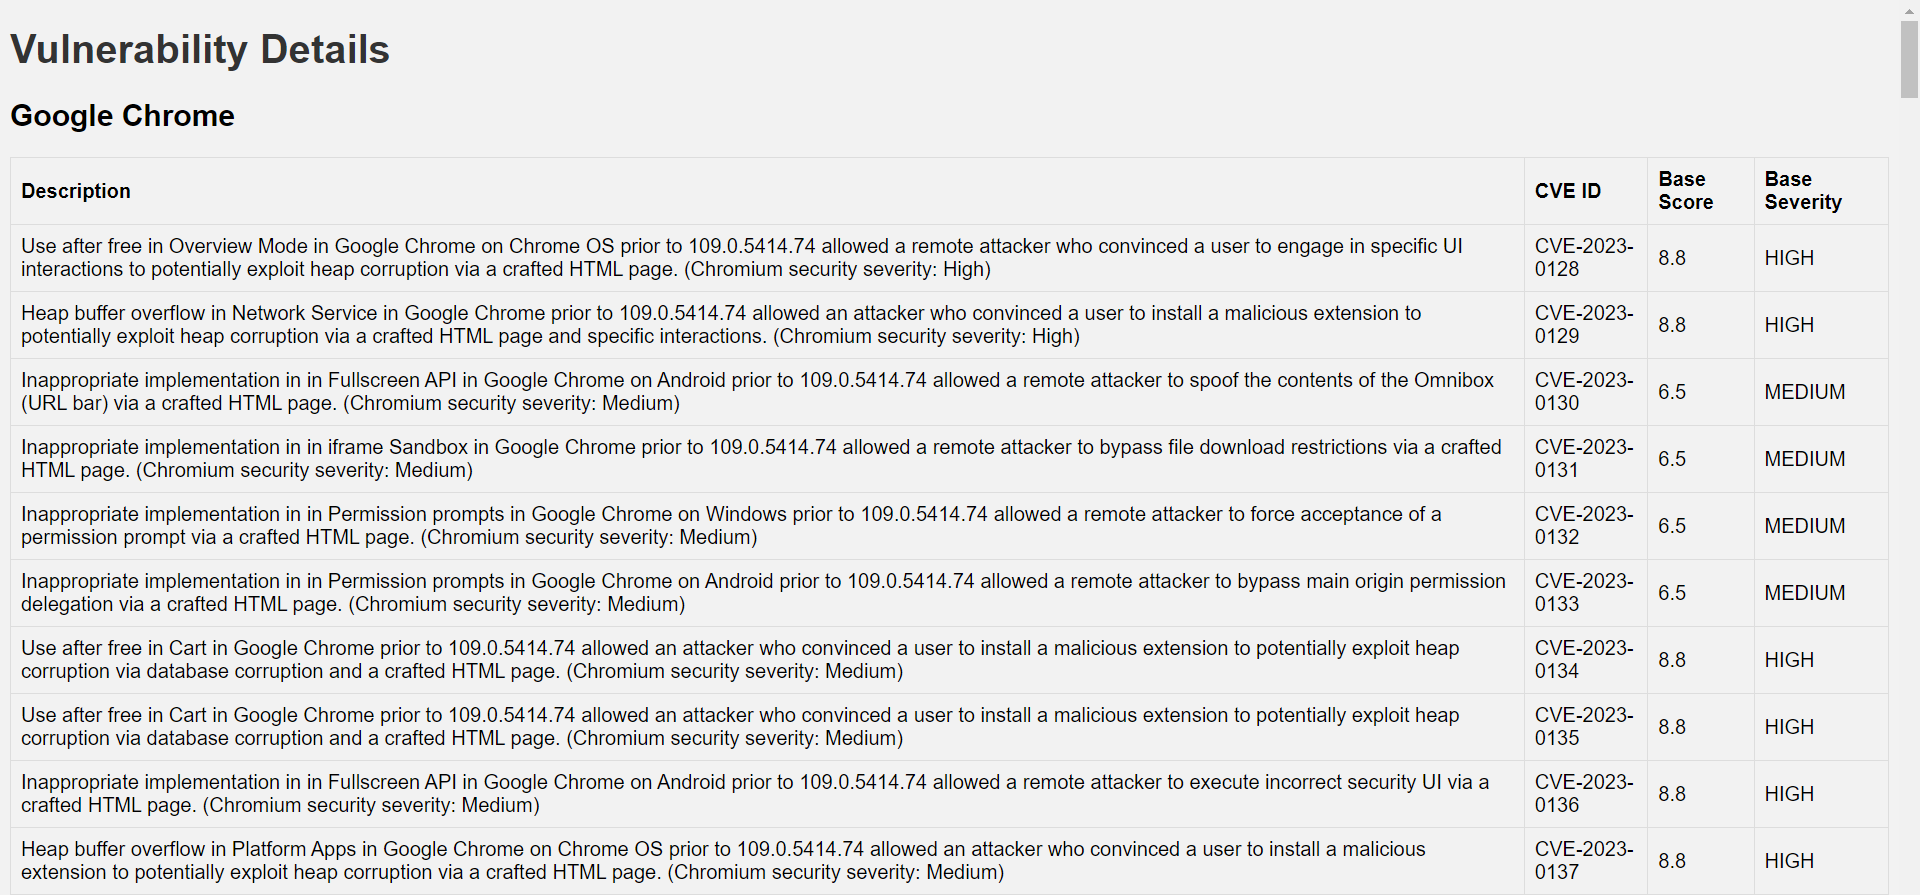 Vulnerability Details
Google Chrome
Description
CVE ID
Base
Score
Base
Severity
Use after free in Overview Mode in Google Chrome on Chrome OS prior to 109.0.5414.74 allowed a remote attacker who convinced a user to engage in specific UI
interactions to potentially exploit heap corruption via a crafted HTML page. (Chromium security severity: High)
CVE-2023-
0128
8.8
HIGH
Heap buffer overflow in Network Service in Google Chrome prior to 109.0.5414.74 allowed an attacker who convinced a user to install a malicious extension to
potentially exploit heap corruption via a crafted HTML page and specific interactions. (Chromium security severity: High)
CVE-2023-
0129
8.8
HIGH
Inappropriate implementation in in Fullscreen API in Google Chrome on Android prior to 109.0.5414.74 allowed a remote attacker to spoof the contents of the Omnibox
(URL bar) via a crafted HTML page. (Chromium security severity: Medium)
CVE-2023-
0130
6.5
MEDIUM
Inappropriate implementation in in iframe Sandbox in Google Chrome prior to 109.0.5414.74 allowed a remote attacker to bypass file download restrictions via a crafted
HTML page. (Chromium security severity: Medium)
CVE-2023-
0131
6.5
MEDIUM
Inappropriate implementation in in Permission prompts in Google Chrome on Windows prior to 109.0.5414.74 allowed a remote attacker to force acceptance of a
permission prompt via a crafted HTML page. (Chromium security severity: Medium)
CVE-2023-
0132
6.5
MEDIUM
Inappropriate implementation in in Permission prompts in Google Chrome on Android prior to 109.0.5414.74 allowed a remote attacker to bypass main origin permission
delegation via a crafted HTML page. (Chromium security severity: Medium)
CVE-2023-
0133
6.5
MEDIUM
Use after free in Cart in Google Chrome prior to 109.0.5414.74 allowed an attacker who convinced a user to install a malicious extension to potentially exploit heap
corruption via database corruption and a crafted HTML page. (Chromium security severity: Medium)
CVE-2023-
0134
8.8
HIGH
Use after free in Cart in Google Chrome prior to 109.0.5414.74 allowed an attacker who convinced a user to install a malicious extension to potentially exploit heap
corruption via database corruption and a crafted HTML page. (Chromium security severity: Medium)
CVE-2023-
0135
8.8
HIGH
Inappropriate implementation in in Fullscreen API in Google Chrome on Android prior to 109.0.5414.74 allowed a remote attacker to execute incorrect security UI via a
crafted HTML page. (Chromium security severity: Medium)
CVE-2023-
0136
8.8
HIGH
Heap buffer overflow in Platform Apps in Google Chrome on Chrome OS prior to 109.0.5414.74 allowed an attacker who convinced a user to install a malicious
extension to potentially exploit heap corruption via a crafted HTML page. (Chromium security severity: Medium)
CVE-2023-
0137
8.8
HIGH